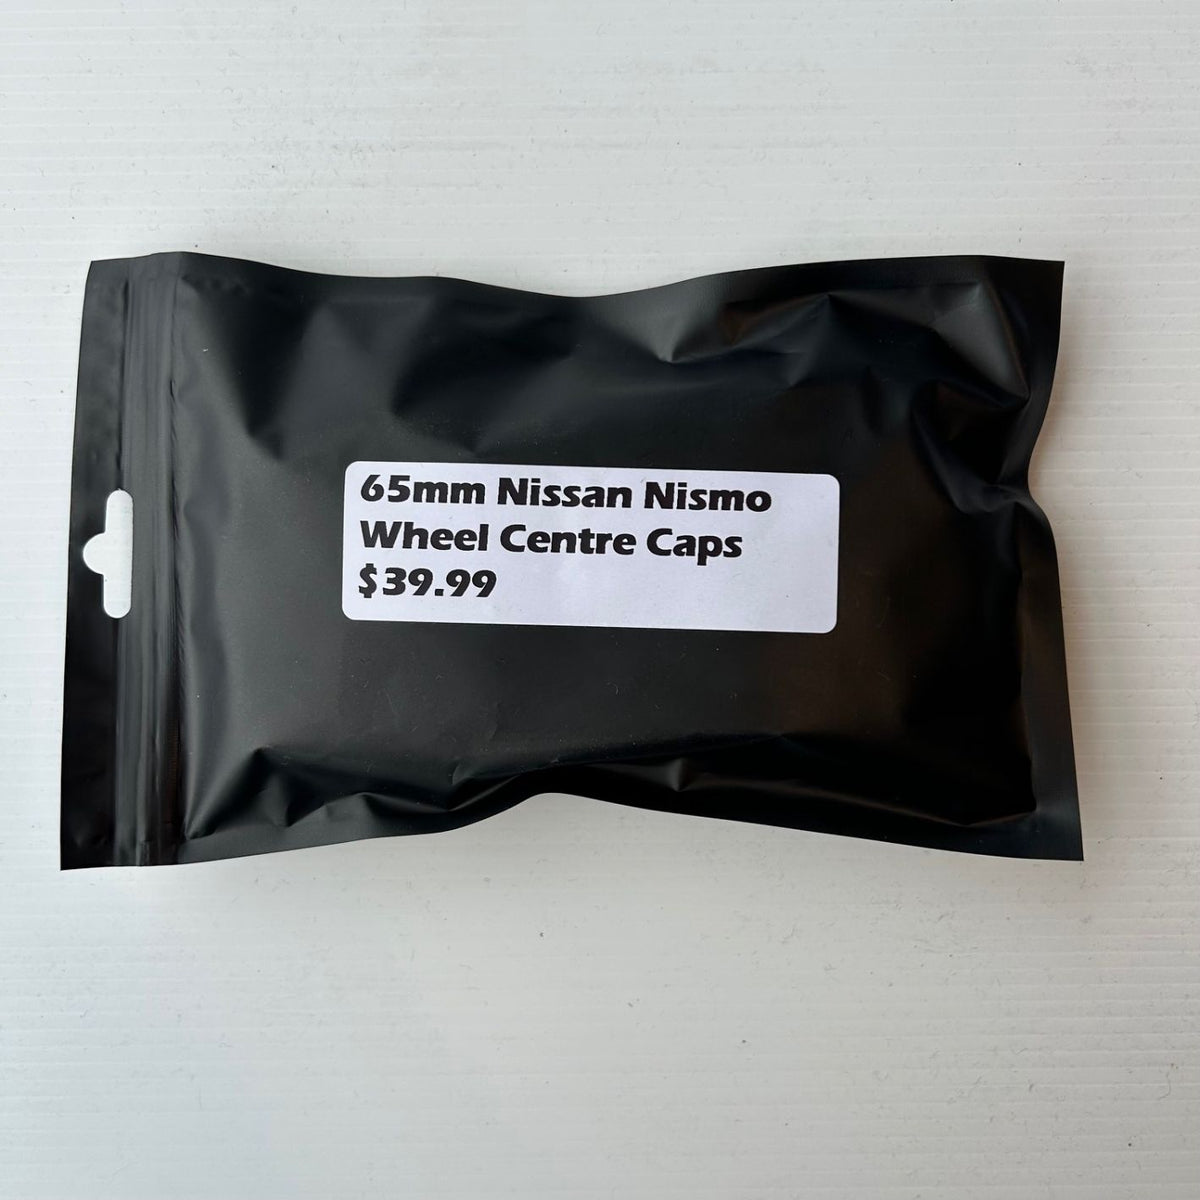 65mm Nissan Nismo
Wheel Centre Caps
$39.99